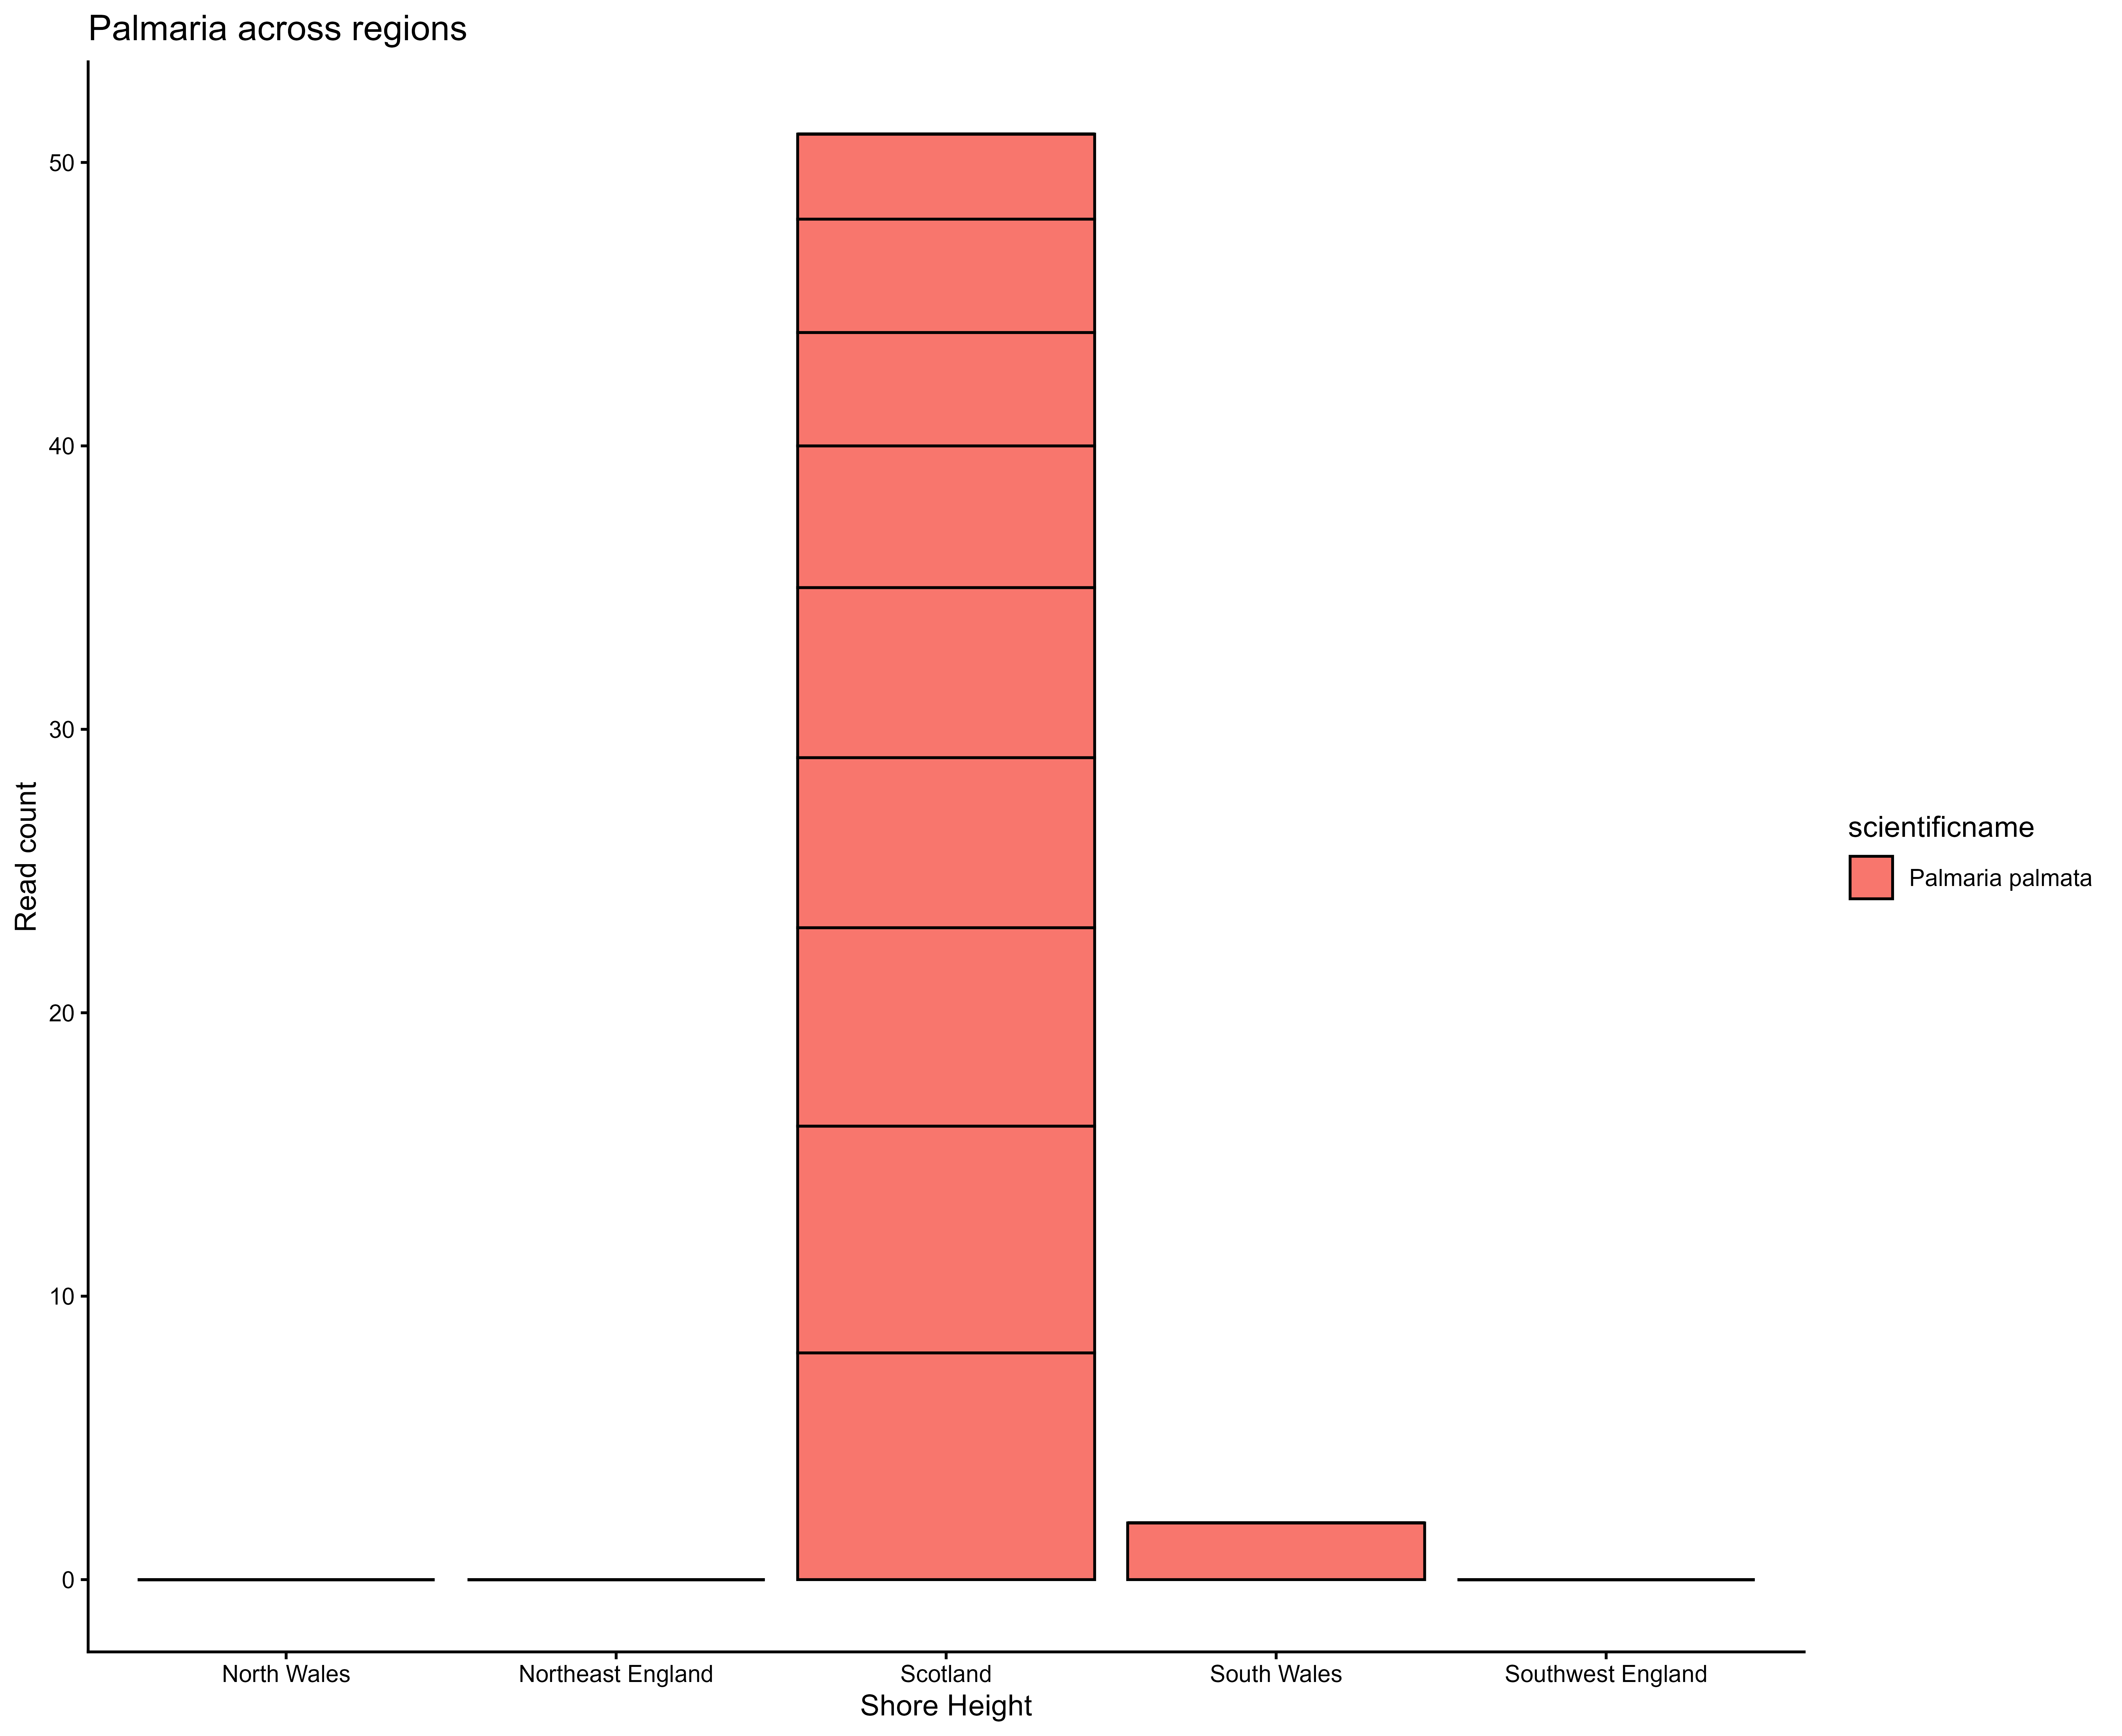 Palmaria across regions
Read count
50
40
30
20
10
0
North Wales
Northeast England
Scotland
South Wales
Southwest England
Shore Height
scientificname
Palmaria palmata